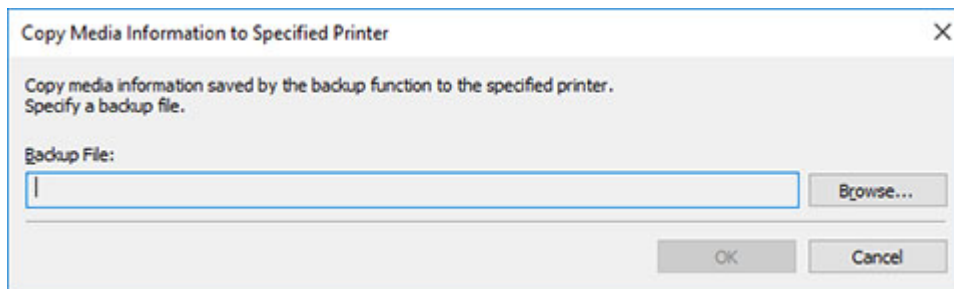 Copy Media Information to Specified Printer
Copy media information saved by the backup function to the specified printer.
Specify a backup file.
Backup File:
Browse...
OK
Cancel